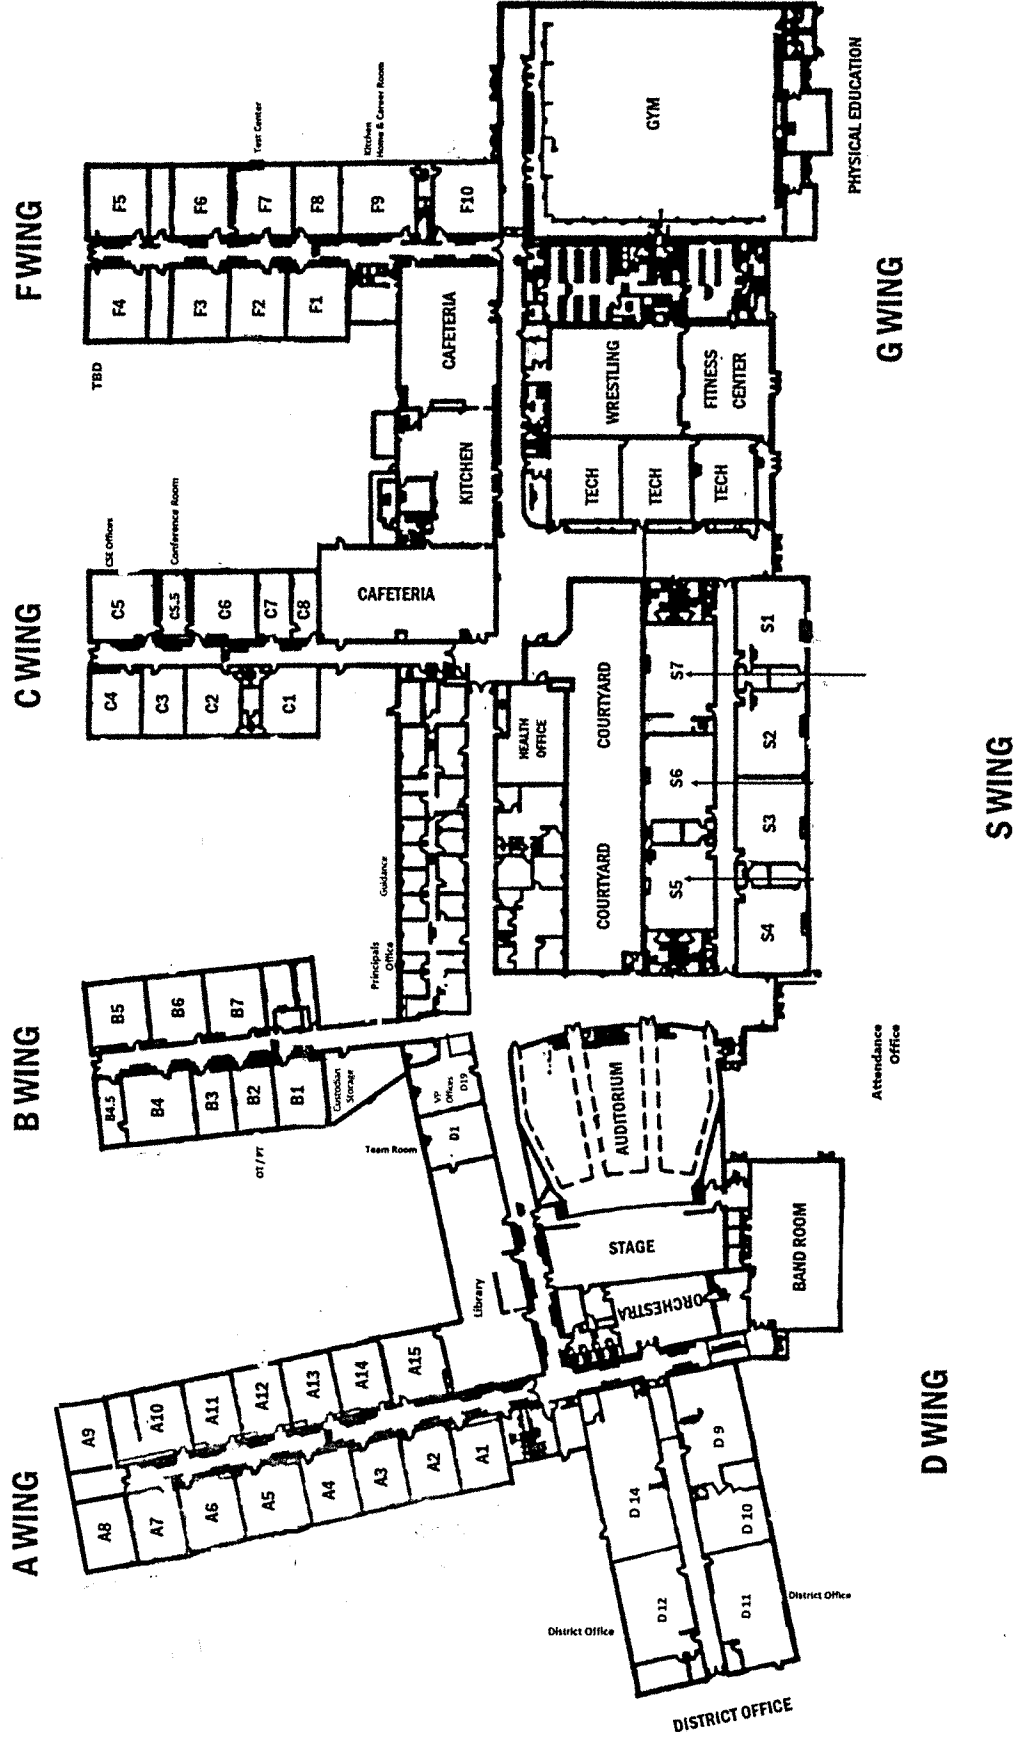 A WING
B WING
C WING
F WING
A9
A10
A11
A12
A13
A14
A15
A8
A7
A6
A5
A4
A3
A2
A1
Library
B5
B6
B7
B4.5
B4
B3
B2
B1
OT / PT
Custodian
Storage
Team Room
VP
Offices
D19
D1
Principals
Office
Guidance
C5
C5.5
C6
C7
C8
CSE Offices
Conference Room
C4
C3
C2
C1
CAFETERIA
KITCHEN
CAFETERIA
F5
F6
F7
F8
F9
F10
Test Center
Kitchen
Home & Career Room
F4
F3
F2
F1
TBD
HEALTH
OFFICE
COURTYARD
COURTYARD
S5
S6
S7
S4
S3
S2
S1
S WING
TECH
TECH
TECH
WRESTLING
FITNESS
CENTER
GYM
PHYSICAL EDUCATION
G WING
AUDITORIUM
STAGE
ORCHESTRA
BAND ROOM
Attendance
Office
D WING
D 9
D 10
D 11
D 14
D 12
District Office
District Office
DISTRICT OFFICE